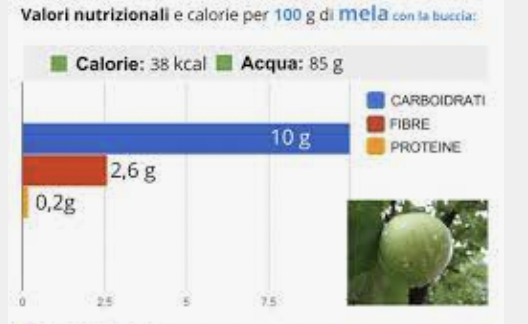 Valori nutrizionali e calorie per 100 g di mela con la buccia:
Calorie: 38 kcal Acqua: 85 g
CARBOIDRATI
FIBRE
PROTEINE
10 g
2,6 g
0,2g
0 2.5 5 7.5